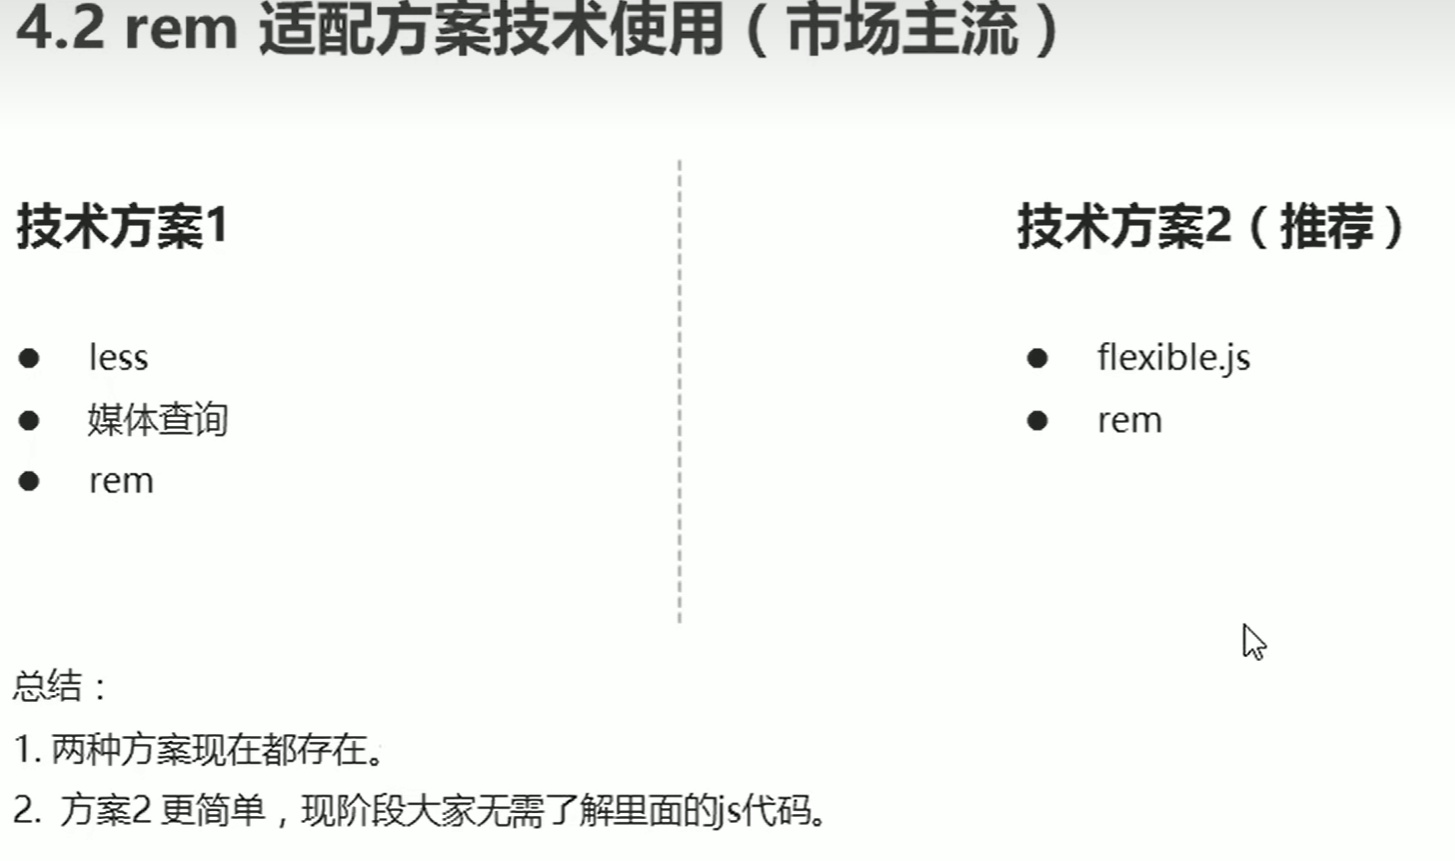 4.2 rem 适配方案技术使用（市场主流）
技术方案1
● less
● 媒体查询
● rem
技术方案2（推荐）
● flexible.js
● rem
总结：
1. 两种方案现在都存在。
2. 方案2 更简单，现阶段大家无需了解里面的js代码。